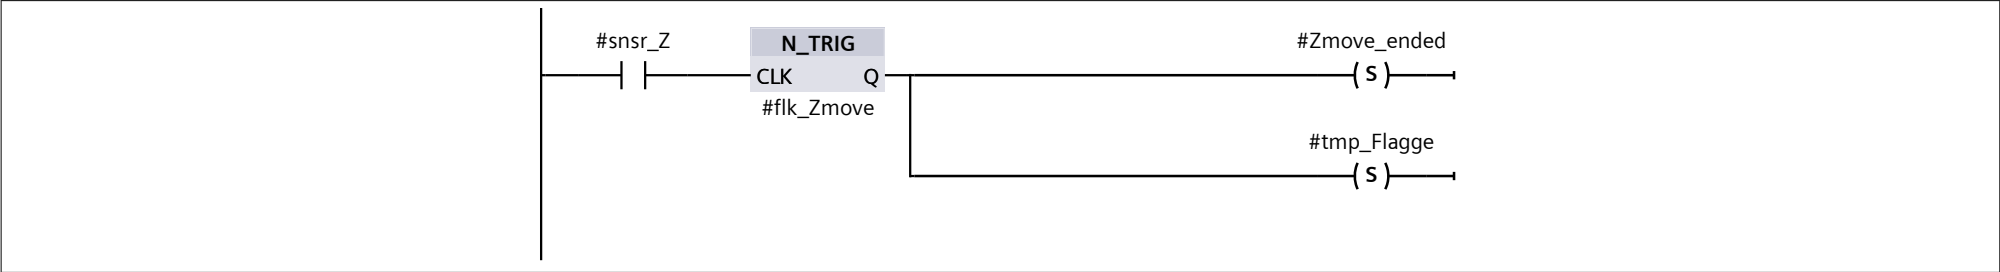 #snsr_Z
N_TRIG
#Zmove_ended
CLK Q
S
#flk_Zmove
#tmp_Flagge
S